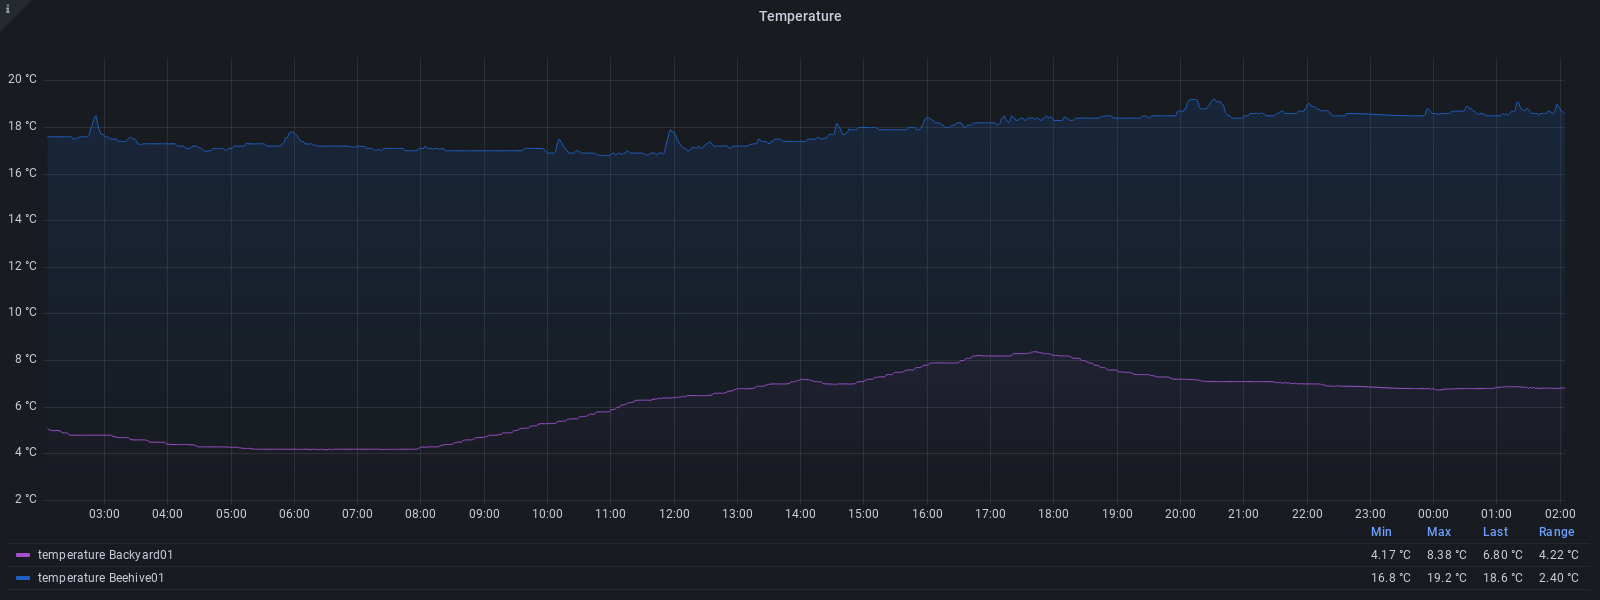 i
Temperature
20 °C
18 °C
16 °C
14 °C
12 °C
10 °C
8 °C
6 °C
4 °C
2 °C
03:00 04:00 05:00 06:00 07:00 08:00 09:00 10:00 11:00 12:00 13:00 14:00 15:00 16:00 17:00 18:00 19:00 20:00 21:00 22:00 23:00 00:00 01:00 02:00
Min Max Last Range
temperature Backyard01 4.17 °C 8.38 °C 6.80 °C 4.22 °C
temperature Beehive01 16.8 °C 19.2 °C 18.6 °C 2.40 °C